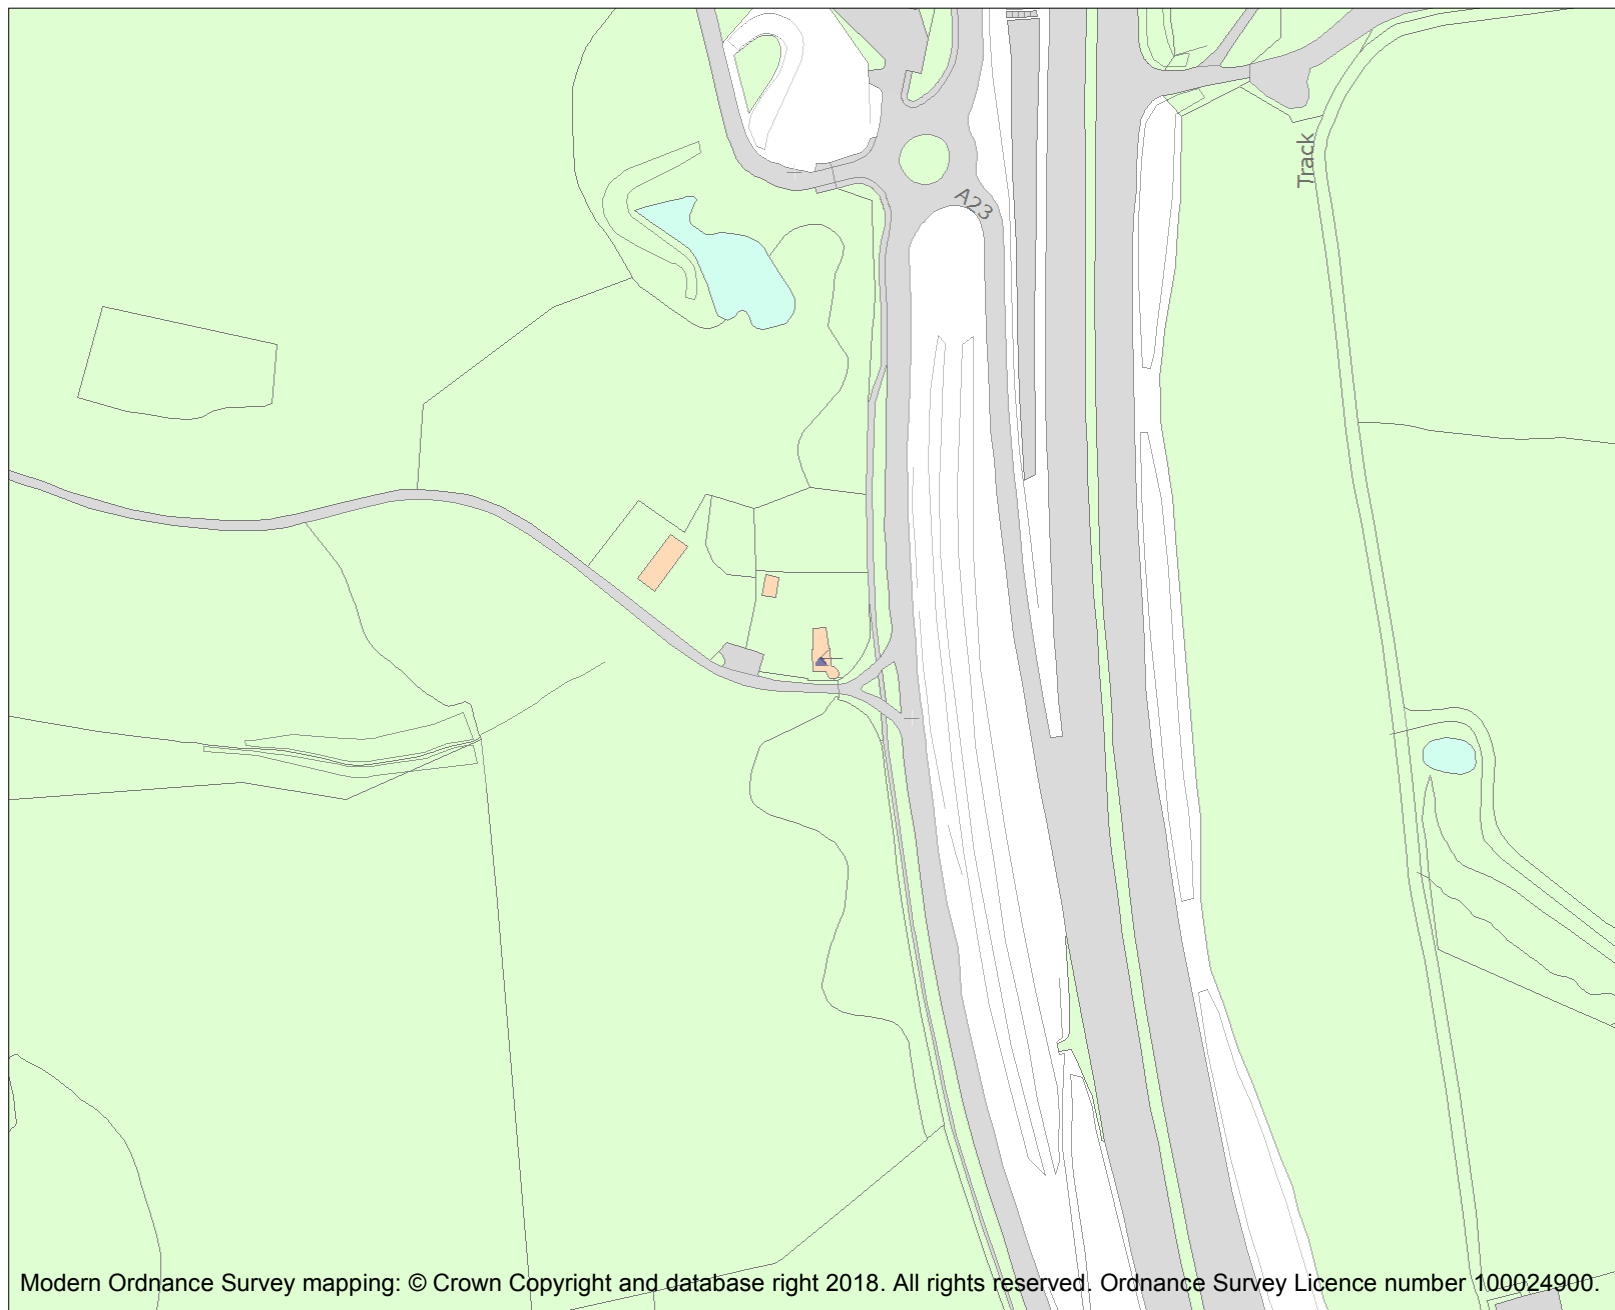 Track
A23
Modern Ordnance Survey mapping: © Crown Copyright and database right 2018. All rights reserved. Ordnance Survey Licence number 100024900.